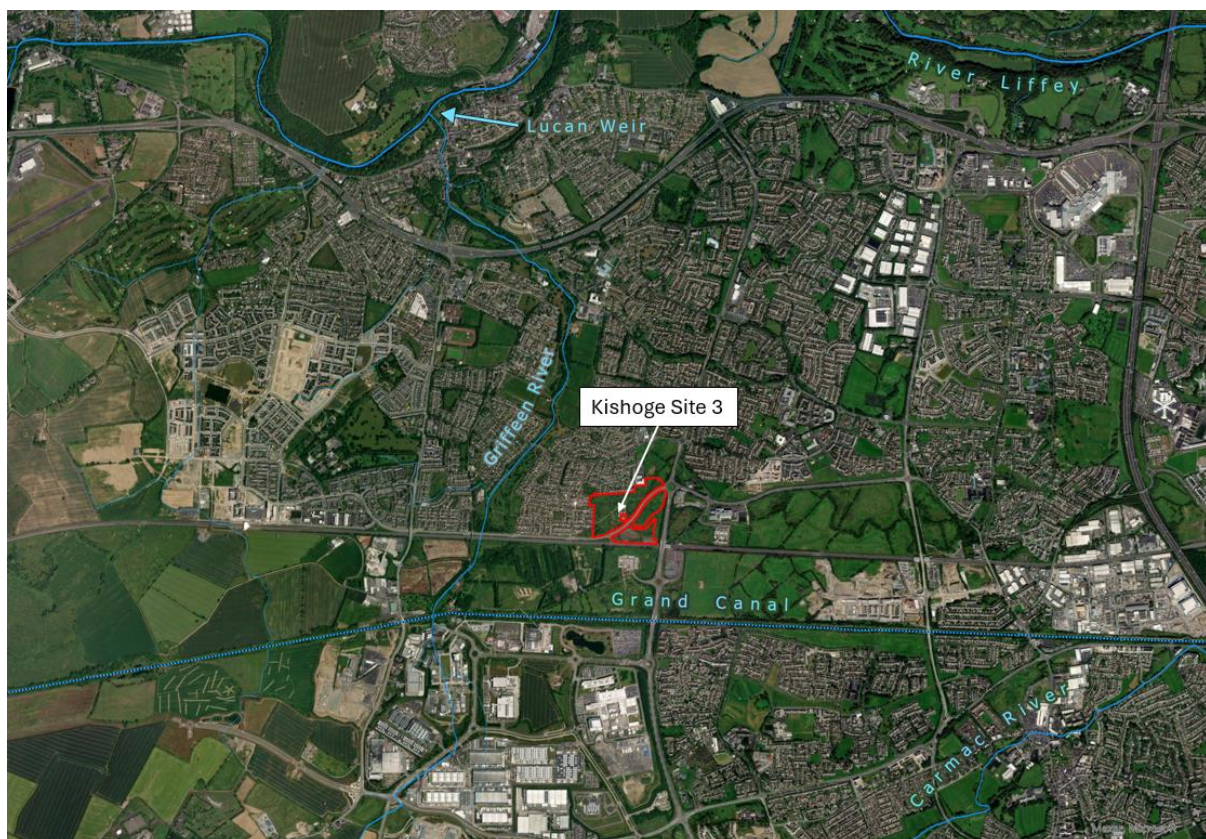 River Liffey
Lucan Weir
Griffeen River
Kishoge Site 3
Grand Canal
Carmac River